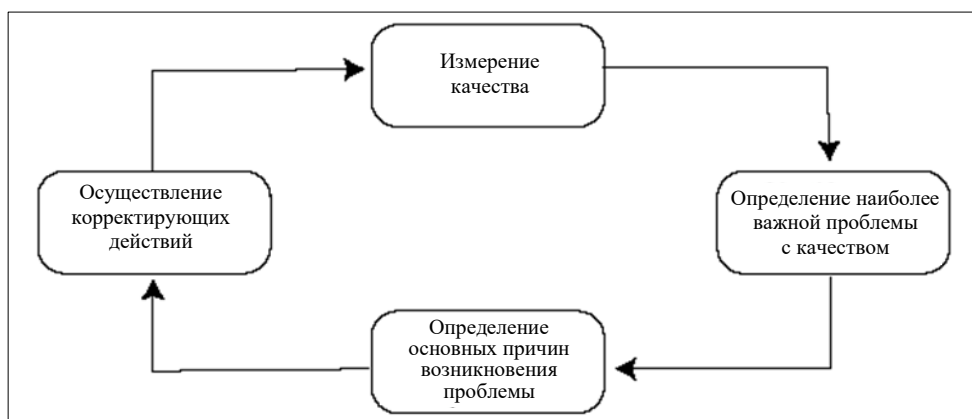 Измерение
качества
Осуществление
корректирующих
действий
Определение наиболее
важной проблемы
с качеством
Определение
основных причин
возникновения
проблемы